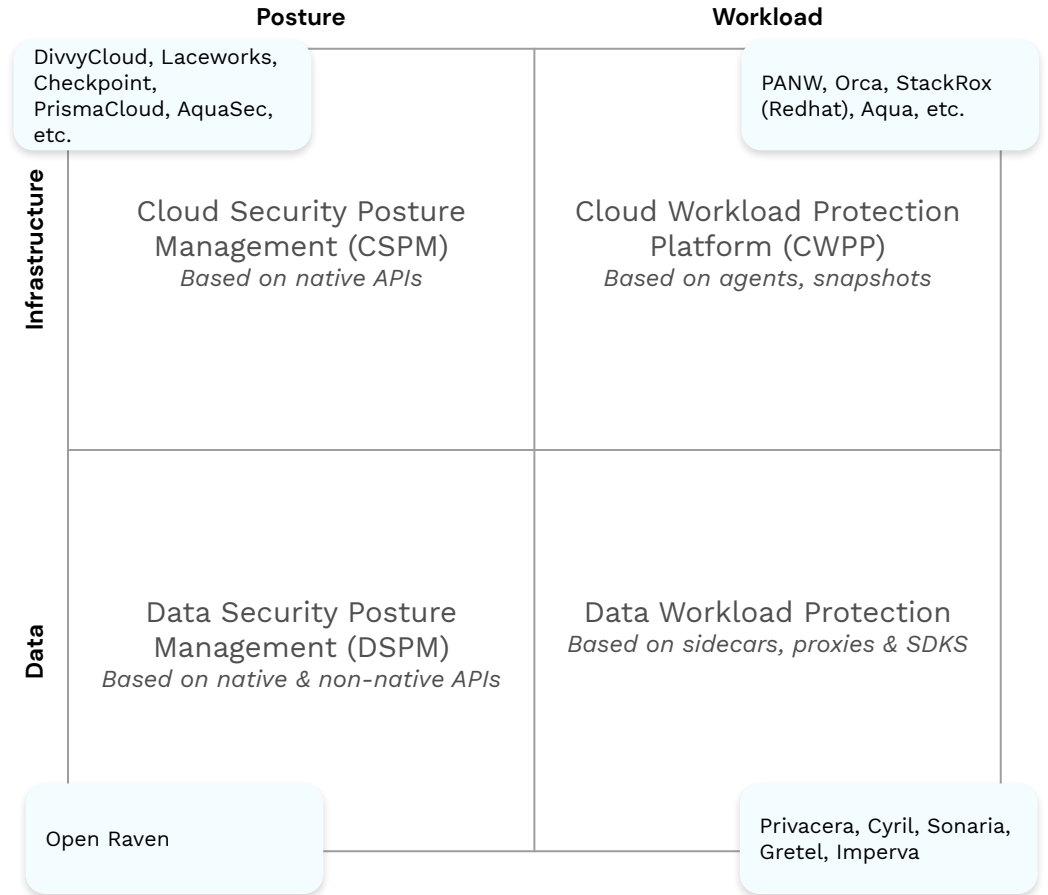 Posture
Workload
DivvyCloud, Laceworks,
Checkpoint,
PrismaCloud, AquaSec,
etc.
PANW, Orca, StackRox
(Redhat), Aqua, etc.
Infrastructure
Cloud Security Posture
Management (CSPM)
Based on native APIs
Cloud Workload Protection
Platform (CWPP)
Based on agents, snapshots
Data
Data Security Posture
Management (DSPM)
Based on native & non-native APIs
Data Workload Protection
Based on sidecars, proxies & SDKS
Open Raven
Privacera, Cyril, Sonaria,
Gretel, Imperva